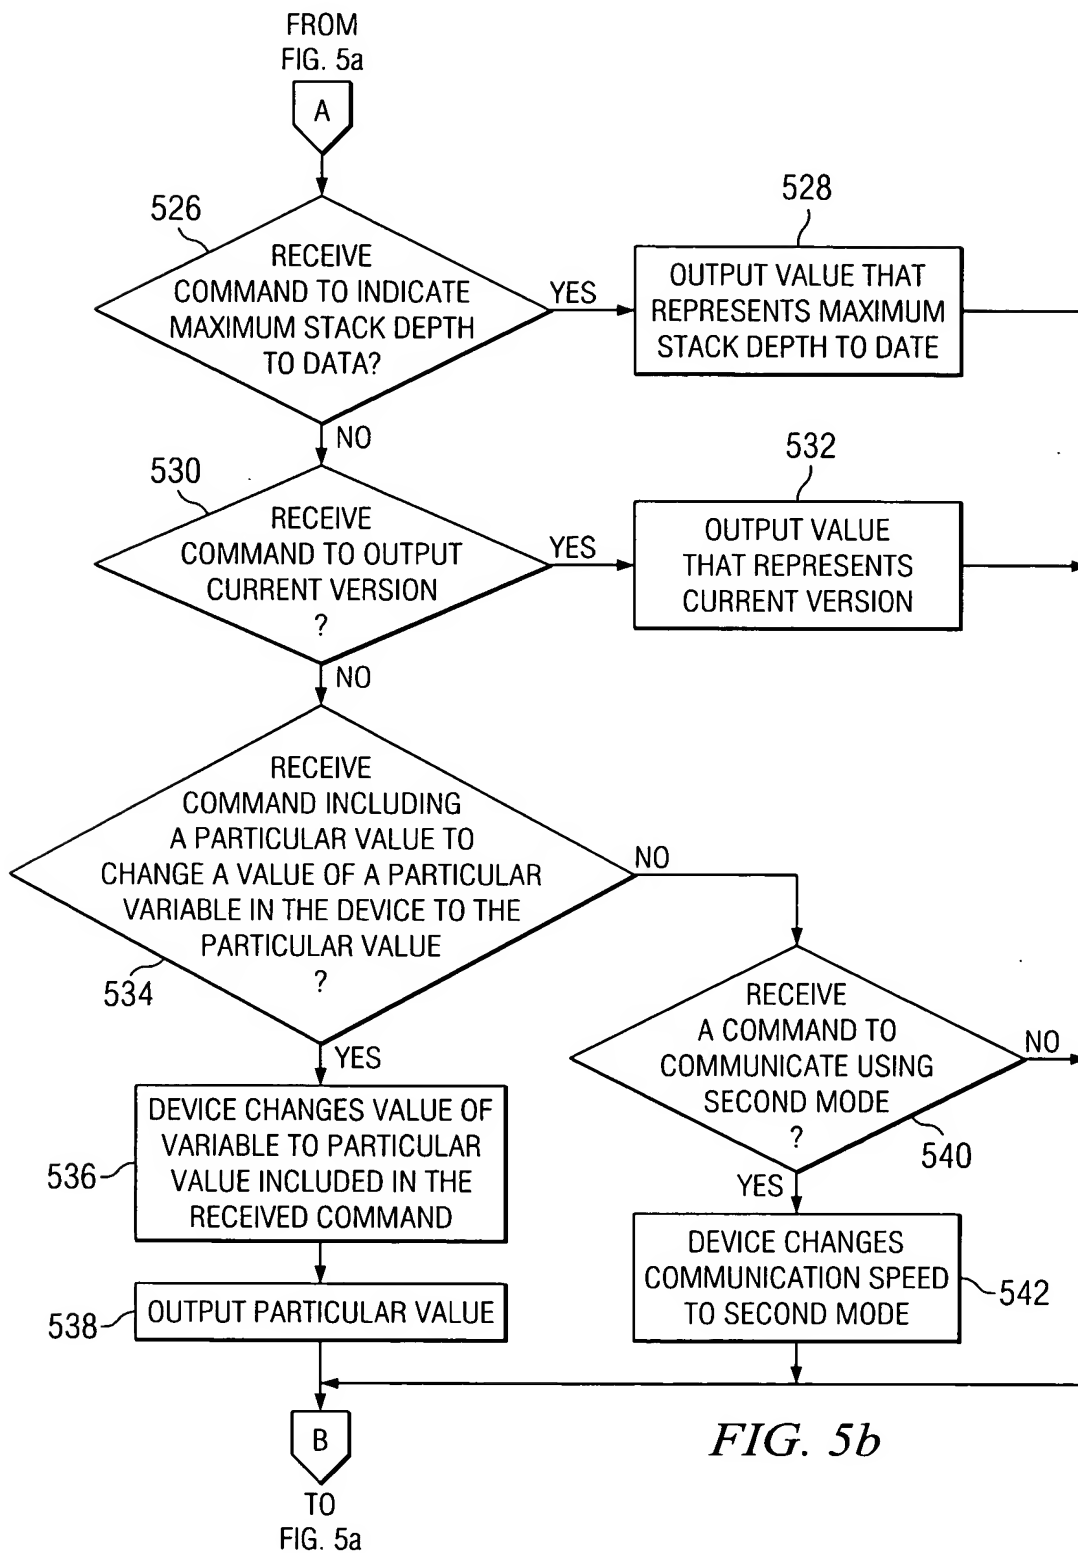 FROM
FIG. 5a
A
526
RECEIVE
COMMAND TO INDICATE
MAXIMUM STACK DEPTH
TO DATA?
YES
528
OUTPUT VALUE THAT
REPRESENTS MAXIMUM
STACK DEPTH TO DATE
NO
530
RECEIVE
COMMAND TO OUTPUT
CURRENT VERSION
?
YES
532
OUTPUT VALUE
THAT REPRESENTS
CURRENT VERSION
NO
RECEIVE
COMMAND INCLUDING
A PARTICULAR VALUE TO
CHANGE A VALUE OF A PARTICULAR
VARIABLE IN THE DEVICE TO THE
PARTICULAR VALUE
?
534
NO
YES
RECEIVE
A COMMAND TO
COMMUNICATE USING
SECOND MODE
?
540
NO
YES
DEVICE CHANGES VALUE OF
VARIABLE TO PARTICULAR
VALUE INCLUDED IN THE
RECEIVED COMMAND
536
DEVICE CHANGES
COMMUNICATION SPEED
TO SECOND MODE
542
OUTPUT PARTICULAR VALUE
538
B
TO
FIG. 5a
FIG. 5b